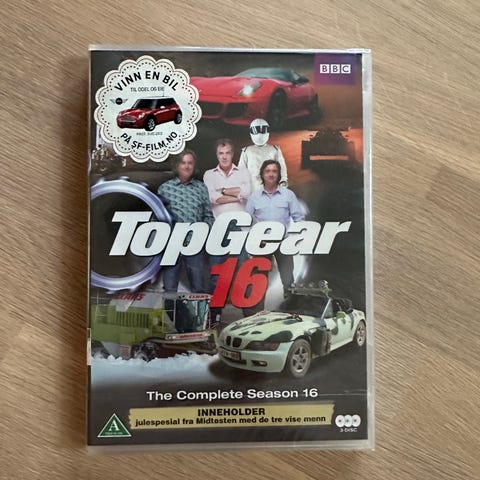 VINN EN BIL
TIL ODEL OG EIE
PÅ SF-FILM.NO
BBC
TopGear
16
CLAAS
The Complete Season 16
INNEHOLDER
julespesial fra Midtøsten med de tre vise menn
A
3-DISC